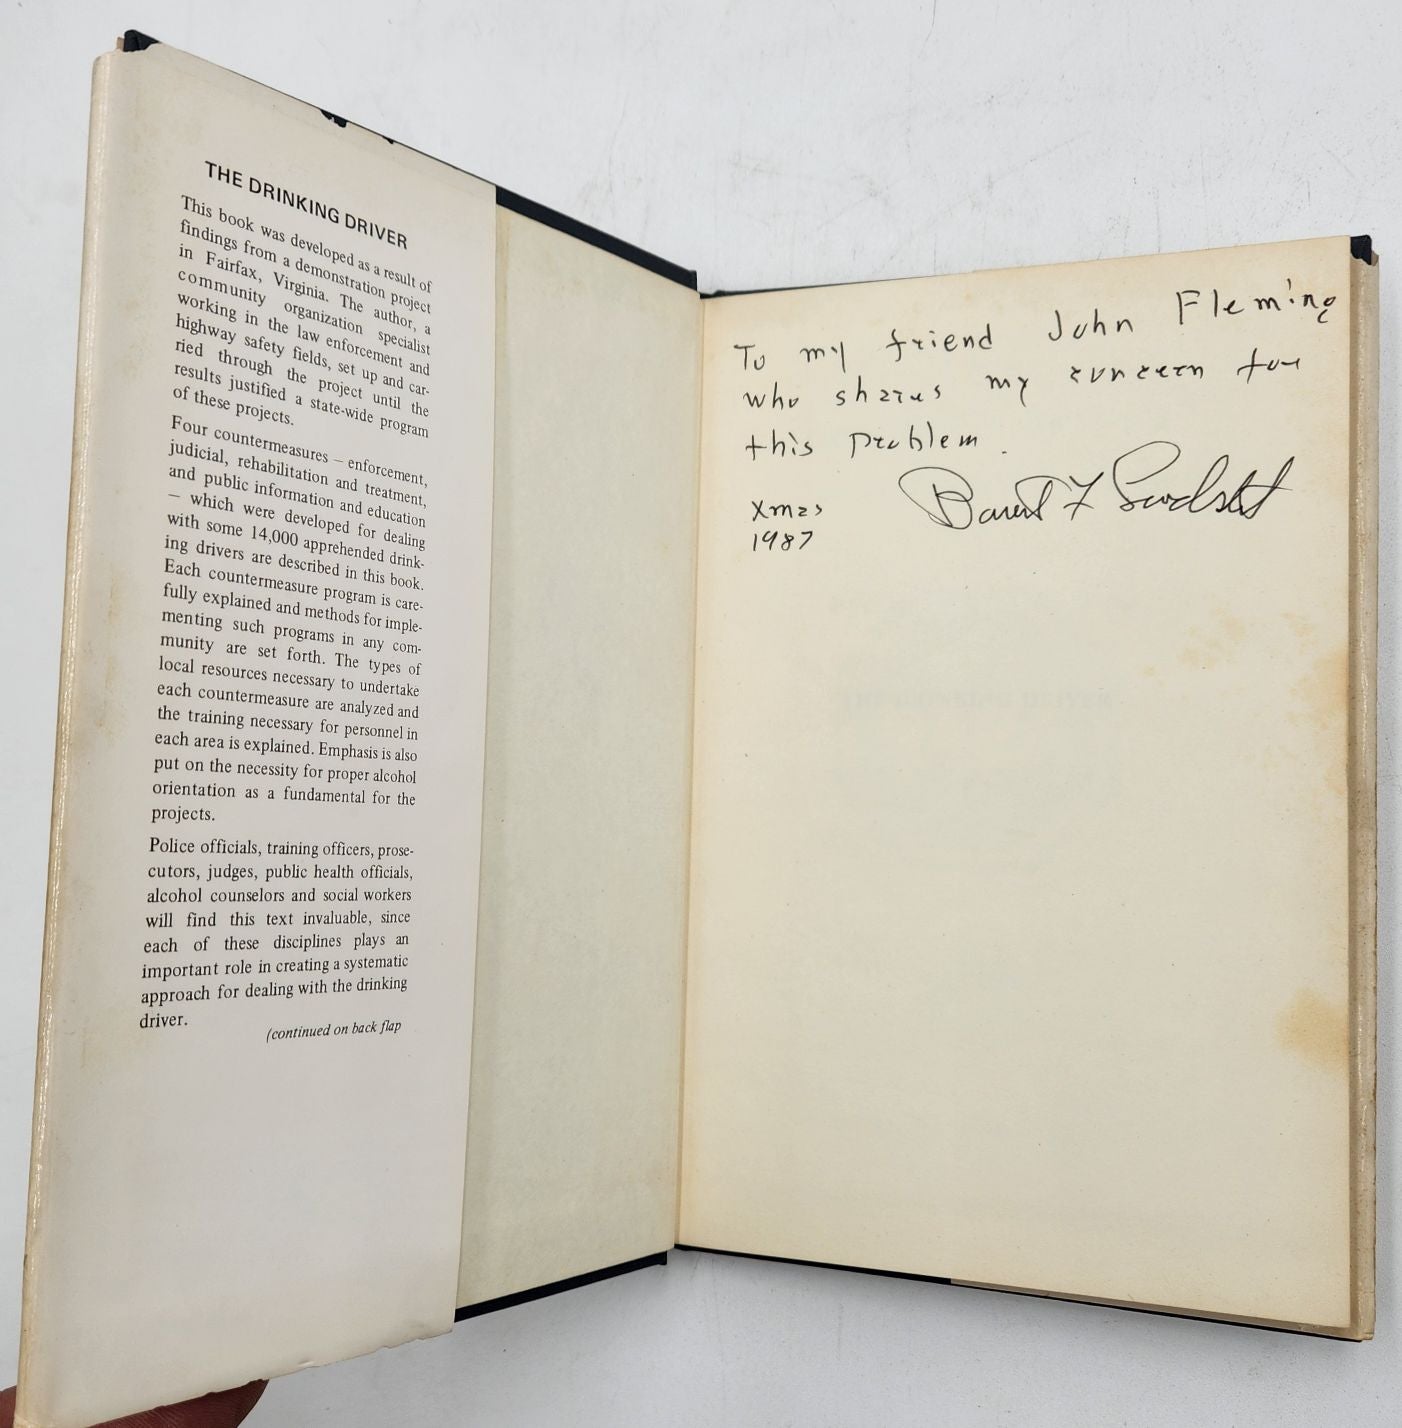 THE DRINKING DRIVER
This book was developed as a result of
findings from a demonstration project
in Fairfax, Virginia. The author, a
community organization specialist
working in the law enforcement and
highway safety fields, set up and car-
ried through the project until the
results justified a state-wide program
of these projects.
Four countermeasures – enforcement,
judicial, rehabilitation and treatment,
and public information and education
– which were developed for dealing
with some 14,000 apprehended drink-
ing drivers are described in this book.
Each countermeasure program is care-
fully explained and methods for imple-
menting such programs in any com-
munity are set forth. The types of
local resources necessary to undertake
each countermeasure are analyzed and
the training necessary for personnel in
each area is explained. Emphasis is also
put on the necessity for proper alcohol
orientation as a fundamental for the
projects.
Police officials, training officers, prose-
cutors, judges, public health officials,
alcohol counselors and social workers
will find this text invaluable, since
each of these disciplines plays an
important role in creating a systematic
approach for dealing with the drinking
driver.
(continued on back flap
To my friend John Fleming
who shares my concern for
this problem.
Xmas
1987